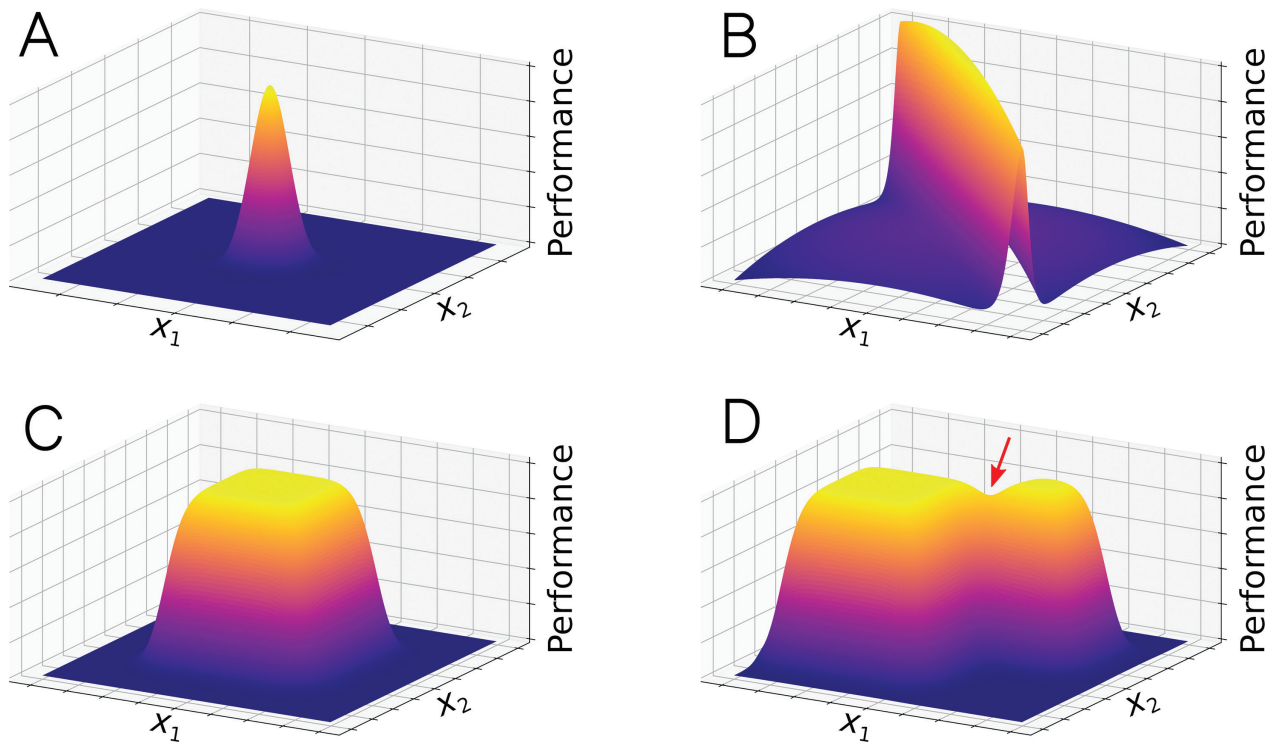 A
Performance
x₁
x₂
B
Performance
x₁
x₂
C
Performance
x₁
x₂
D
Performance
x₁
x₂